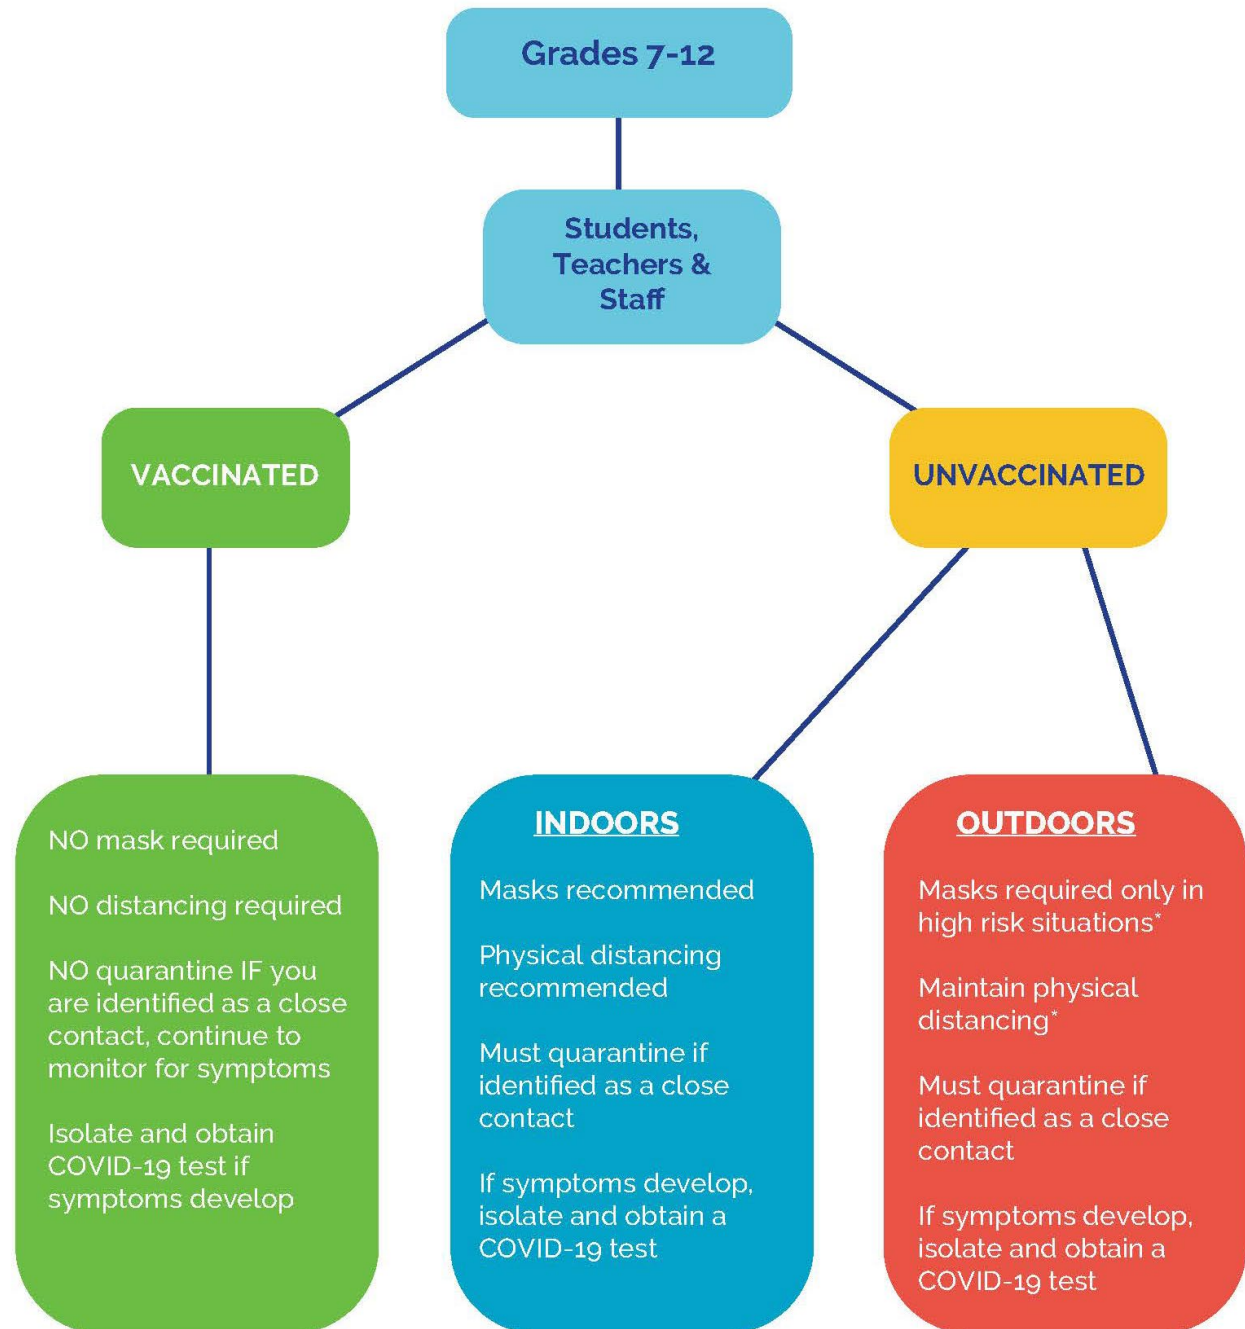 Grades 7-12
Students,
Teachers &
Staff
VACCINATED
UNVACCINATED
NO mask required
NO distancing required
NO quarantine IF you
are identified as a close
contact, continue to
monitor for symptoms
Isolate and obtain
COVID-19 test if
symptoms develop
INDOORS
Masks recommended
Physical distancing
recommended
Must quarantine if
identified as a close
contact
If symptoms develop,
isolate and obtain a
COVID-19 test
OUTDOORS
Masks required only in
high risk situations*
Maintain physical
distancing*
Must quarantine if
identified as a close
contact
If symptoms develop,
isolate and obtain a
COVID-19 test